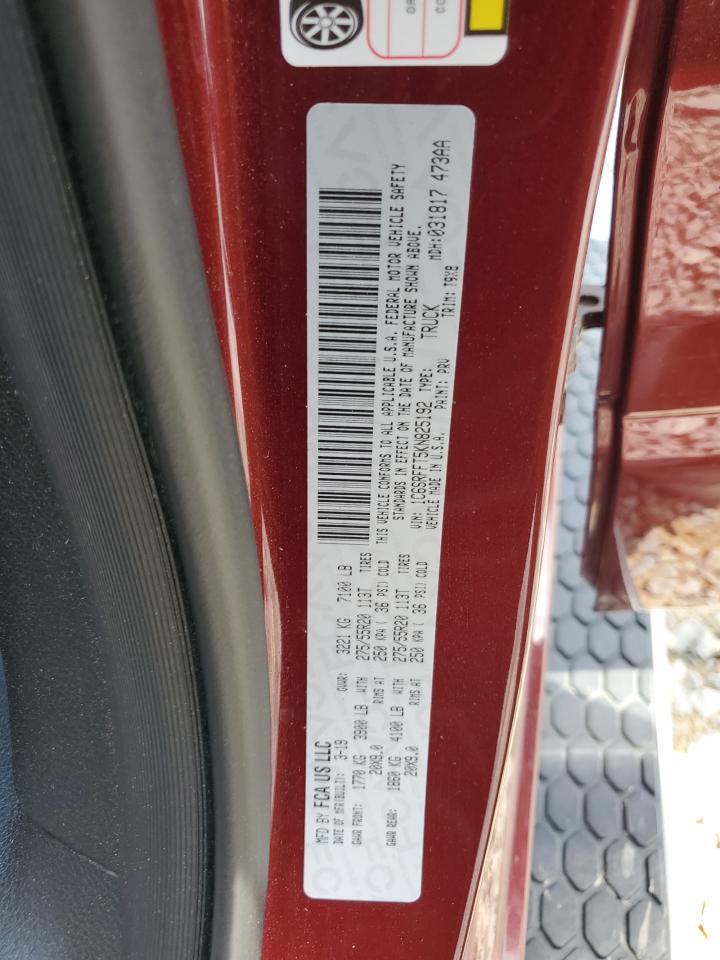 MFD BY FCA US LLC
DATE OF MFR(BUILT): 3-19 GVWR: 3221 KG 7100 LB
GAWR FRONT: 1770 KG 3900 LB WITH 275/55R20 113T TIRES
20X9.0 RIMS AT 250 KPA ( 36 PSI) COLD
GAWR REAR: 1860 KG 4100 LB WITH 275/55R20 113T TIRES
20X9.0 RIMS AT 250 KPA ( 36 PSI) COLD
THIS VEHICLE CONFORMS TO ALL APPLICABLE U.S.A. FEDERAL MOTOR VEHICLE SAFETY
STANDARDS IN EFFECT ON THE DATE OF MANUFACTURE SHOWN ABOVE.
VIN: 1C6SRFFT5KN825192 TYPE: TRUCK MDH:031817 473AA
VEHICLE MADE IN U.S.A. PAINT: PRV TRIM: T9X8